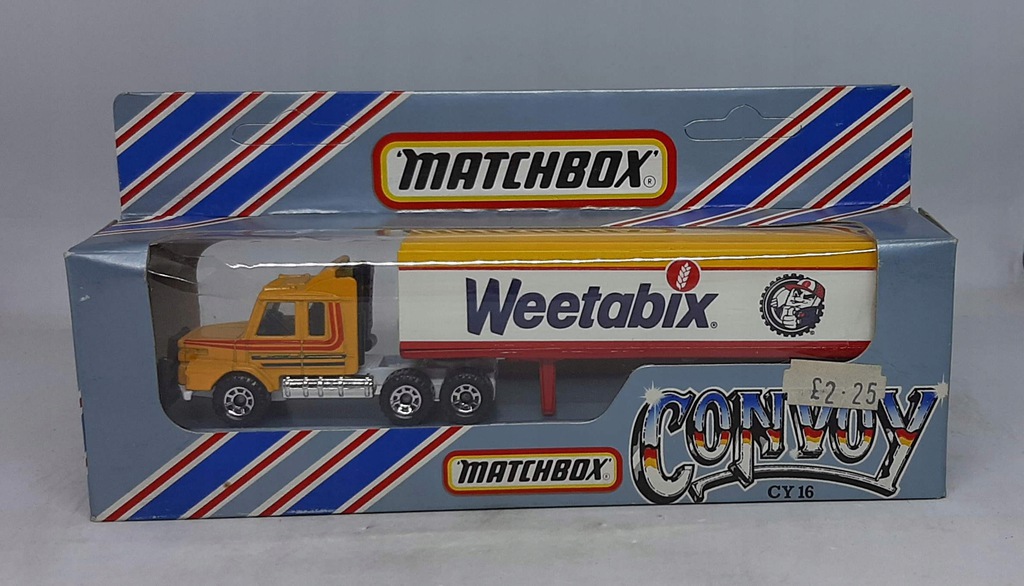 'MATCHBOX' ®
Weetabix®
£2.25
CONVOY
'MATCHBOX' ®
CY 16